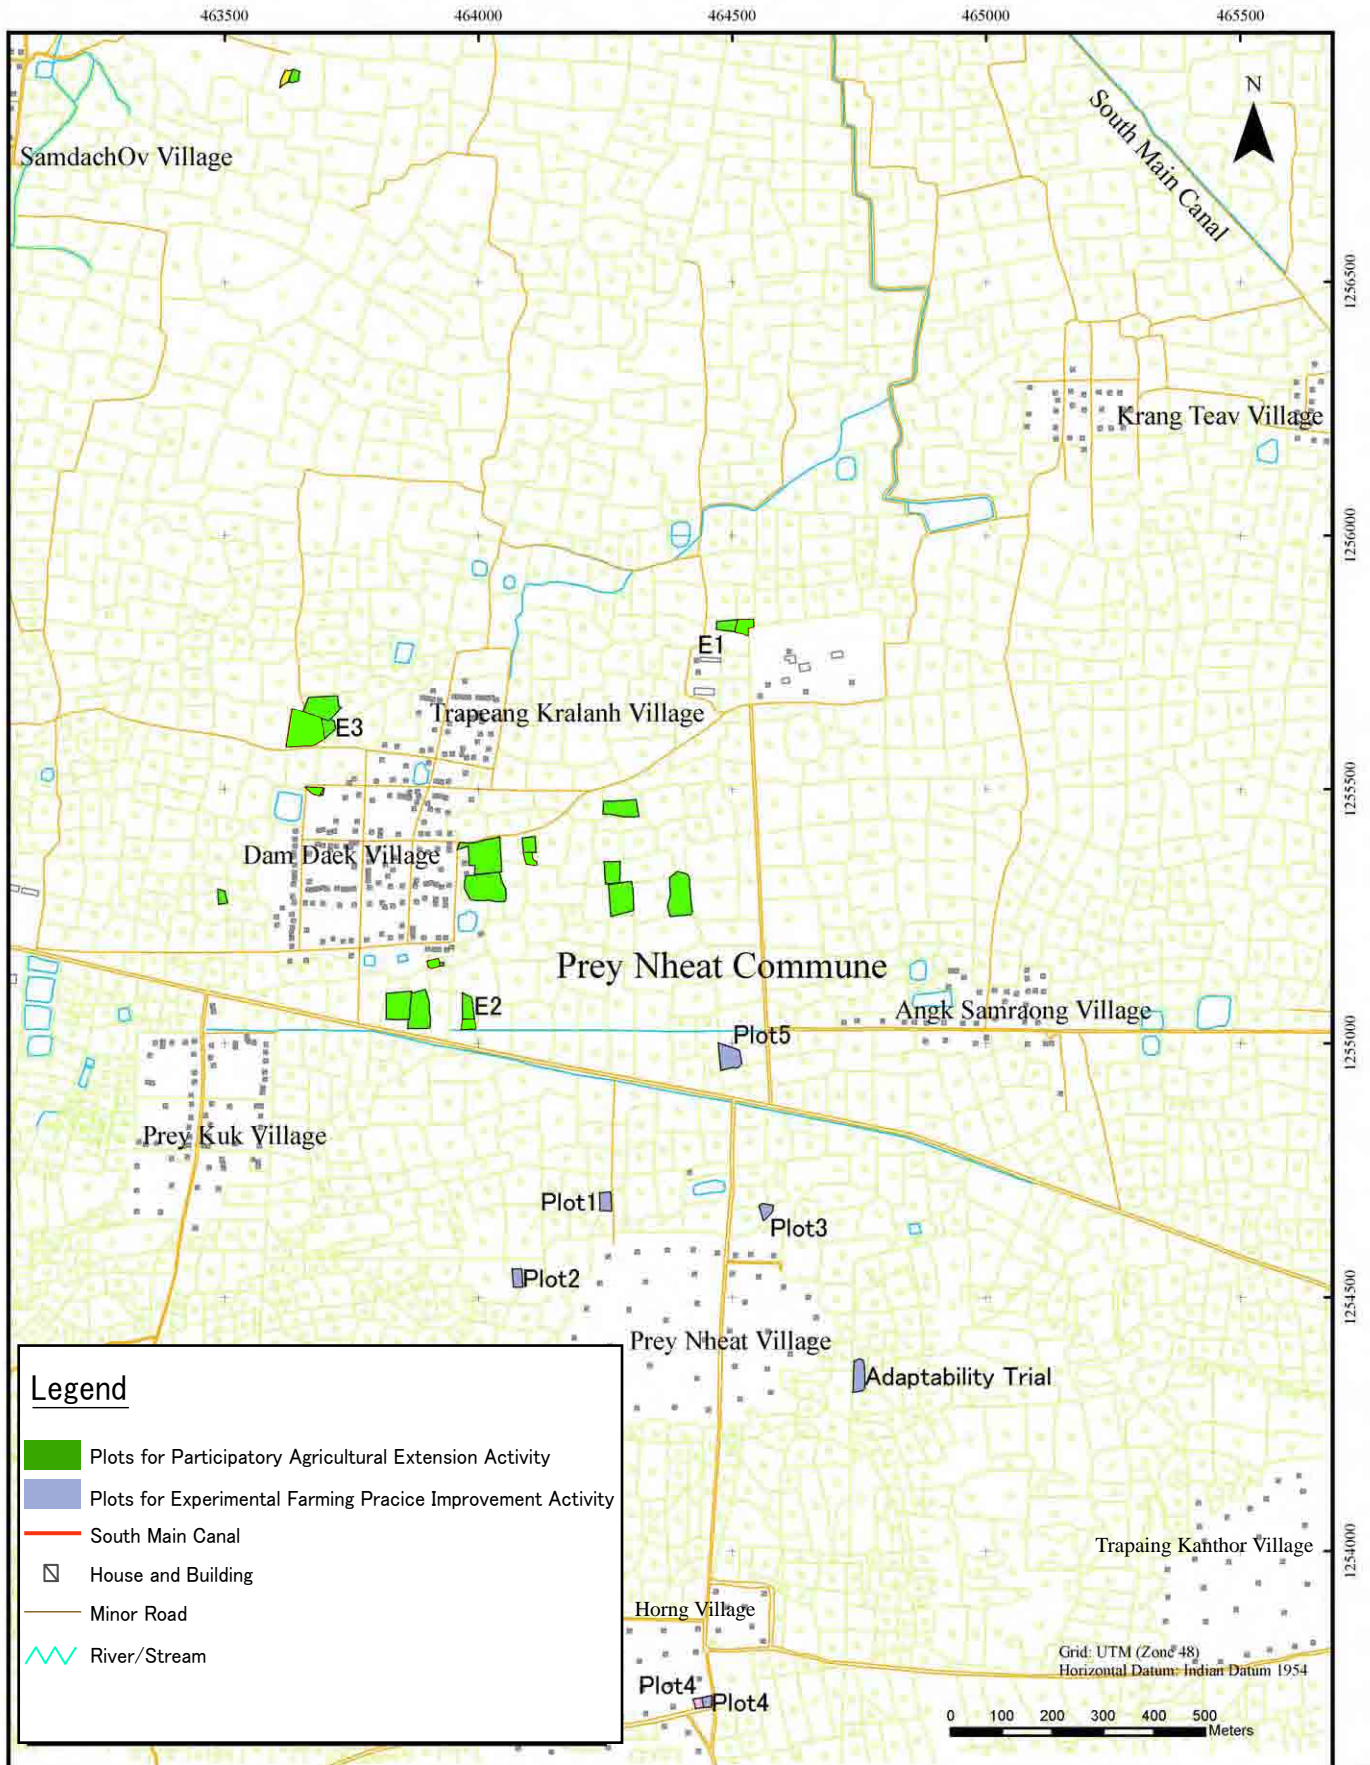 463500 464000 464500 465000 465500
N
South Main Canal
SamdachOv Village
1256500
Krang Teav Village
1256000
E1
Trapeang Kralanh Village
E3
1255500
Dam Daek Village
Prey Nheat Commune
E2
Angk Samraong Village
Plot5
1255000
Prey Kuk Village
Plot1
Plot3
Plot2
1254500
Prey Nheat Village
Adaptability Trial
Legend
Plots for Participatory Agricultural Extension Activity
Plots for Experimental Farming Pracice Improvement Activity
South Main Canal
House and Building
Minor Road
River/Stream
Trapaing Kanthor Village
1254000
Horng Village
Grid: UTM (Zone 48)
Horizontal Datum: Indian Datum 1954
Plot4
Plot4
0 100 200 300 400 500
Meters